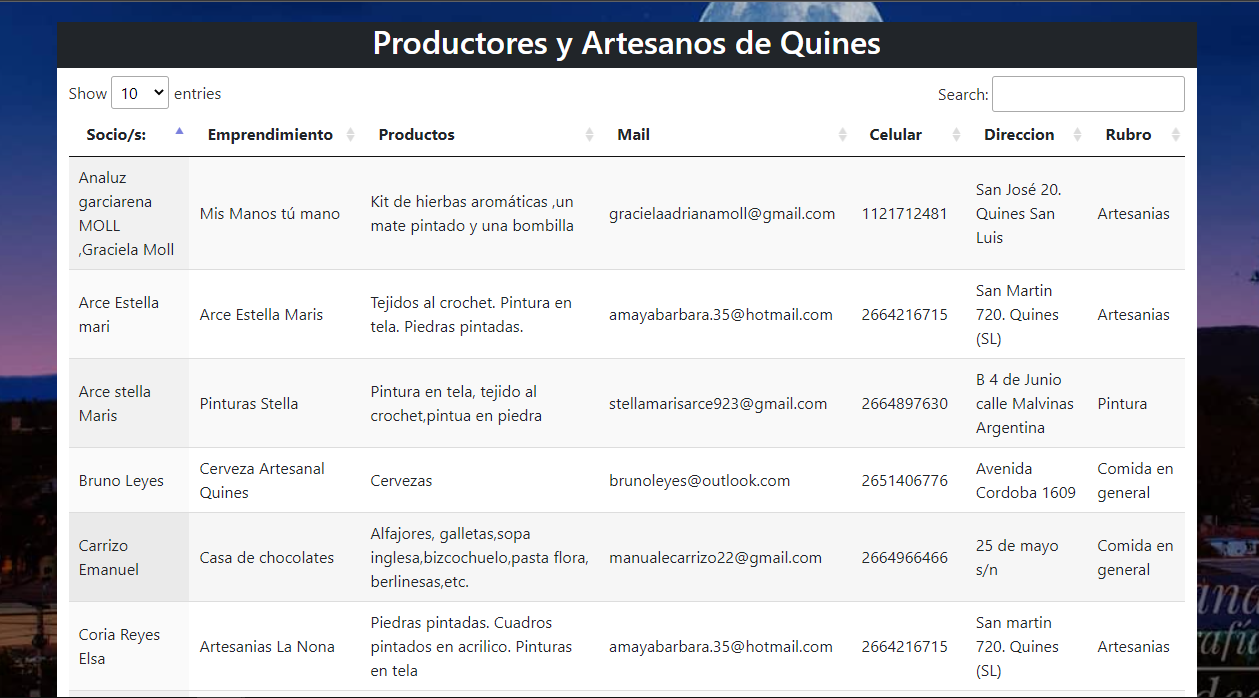 Productores y Artesanos de Quines
Show 10 entries
Search:
Socio/s: Emprendimiento Productos Mail Celular Direccion Rubro
Analuz
garciarena
MOLL
,Graciela Moll
Mis Manos tú mano
Kit de hierbas aromáticas ,un
mate pintado y una bombilla
gracielaadrianamoll@gmail.com
1121712481
San José 20.
Quines San
Luis
Artesanias
Arce Estella
mari
Arce Estella Maris
Tejidos al crochet. Pintura en
tela. Piedras pintadas.
amayabarbara.35@hotmail.com
2664216715
San Martin
720. Quines
(SL)
Artesanias
Arce stella
Maris
Pinturas Stella
Pintura en tela, tejido al
crochet,pintua en piedra
stellamarisarce923@gmail.com
2664897630
B 4 de Junio
calle Malvinas
Argentina
Pintura
Bruno Leyes
Cerveza Artesanal
Quines
Cervezas
brunoleyes@outlook.com
2651406776
Avenida
Cordoba 1609
Comida en
general
Carrizo
Emanuel
Casa de chocolates
Alfajores, galletas,sopa
inglesa,bizcochuelo,pasta flora,
berlinesas,etc.
manualecarrizo22@gmail.com
2664966466
25 de mayo
s/n
Comida en
general
Coria Reyes
Elsa
Artesanias La Nona
Piedras pintadas. Cuadros
pintados en acrilico. Pinturas
en tela
amayabarbara.35@hotmail.com
2664216715
San martin
720. Quines
(SL)
Artesanias